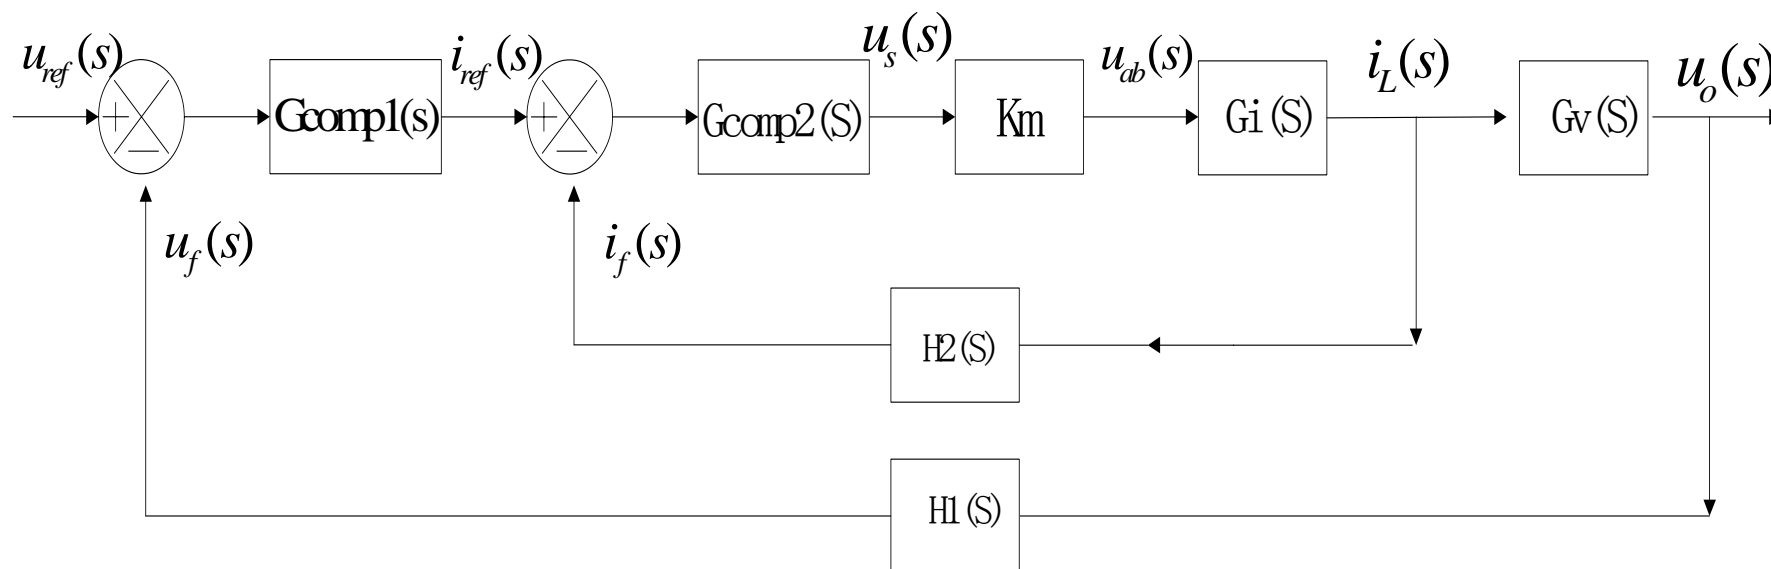 u_ref(s) i_ref(s) u_s(s) u_ab(s) i_L(s) u_o(s)
+ − Gcomp1(s) + − Gcomp2(S) Km Gi(S) Gv(S)
u_f(s) i_f(s)
H2(S)
H1(S)